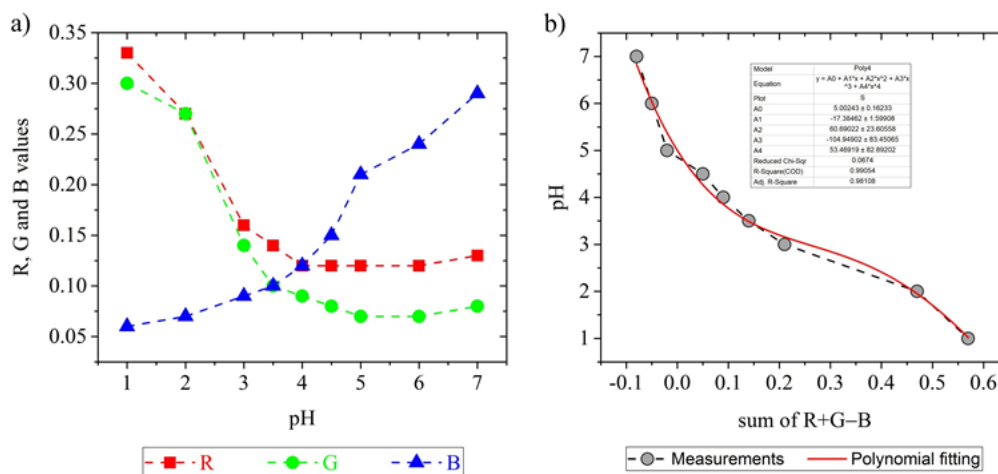 a)
R, G and B values
0.35
0.30
0.25
0.20
0.15
0.10
0.05
1 2 3 4 5 6 7
pH
R G B
b)
pH
7
6
5
4
3
2
1
-0.1 0.0 0.1 0.2 0.3 0.4 0.5 0.6
sum of R+G−B
Measurements Polynomial fitting
Model Poly4
Equation y = A0 + A1*x + A2*x^2 + A3*x
^3 + A4*x^4
Plot S
A0 5.00243 ± 0.16233
A1 -17.38462 ± 1.59908
A2 60.69022 ± 23.60558
A3 -104.94902 ± 83.45065
A4 53.46919 ± 82.89202
Reduced Chi-Sqr 0.0674
R-Square(COD) 0.99054
Adj. R-Square 0.98108